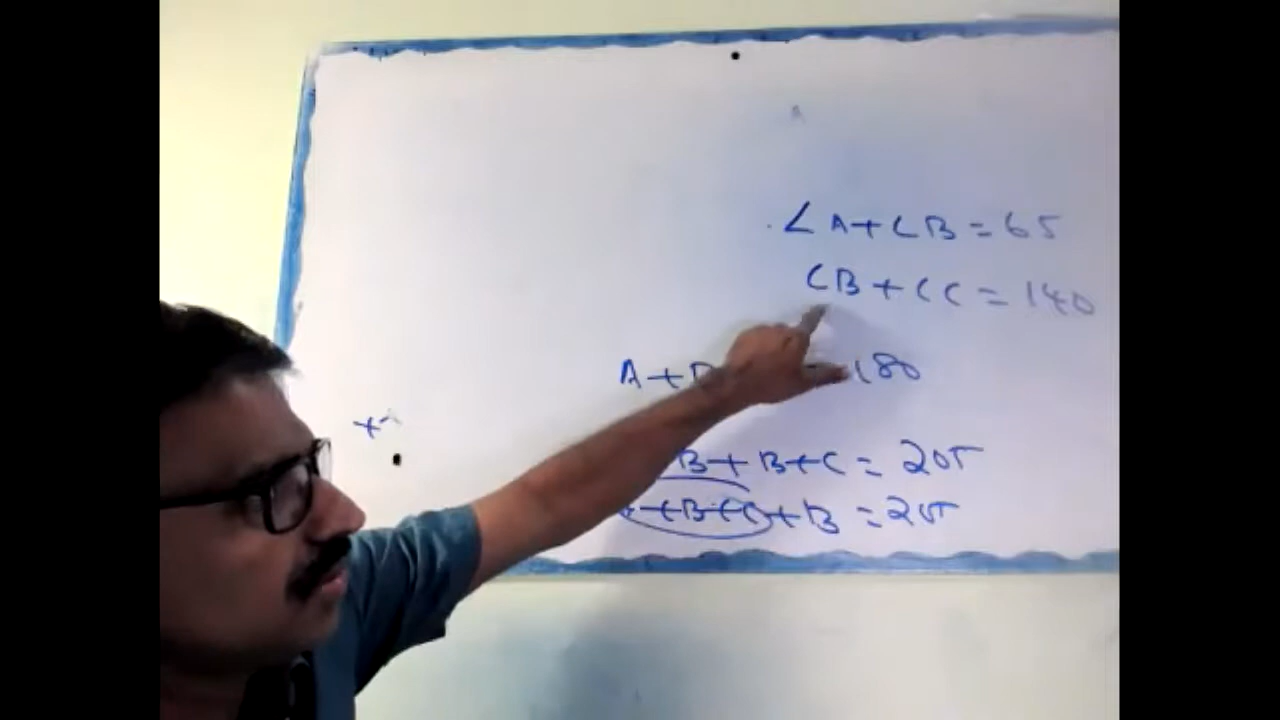 ∠A+∠B=65
∠B+∠C=140
A+B = 180
B+B+C=205
+B+C+B=205